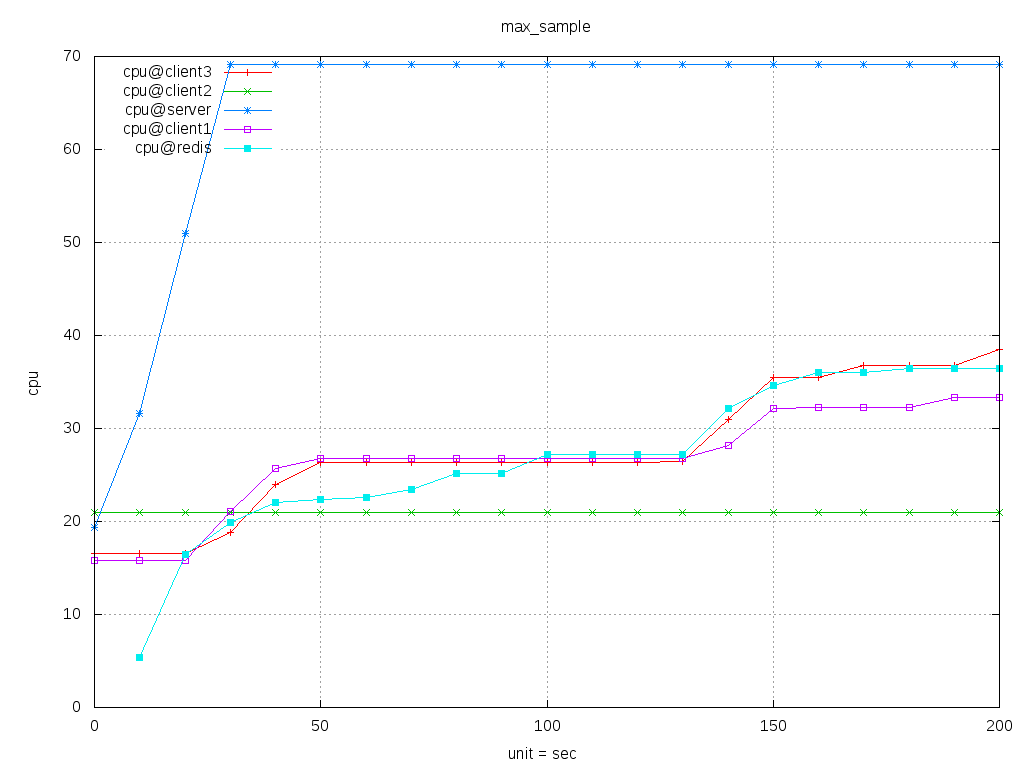 max_sample
70
60
50
40
30
20
10
0
cpu@client3
cpu@client2
cpu@server
cpu@client1
cpu@redis
cpu
0 50 100 150 200
unit = sec